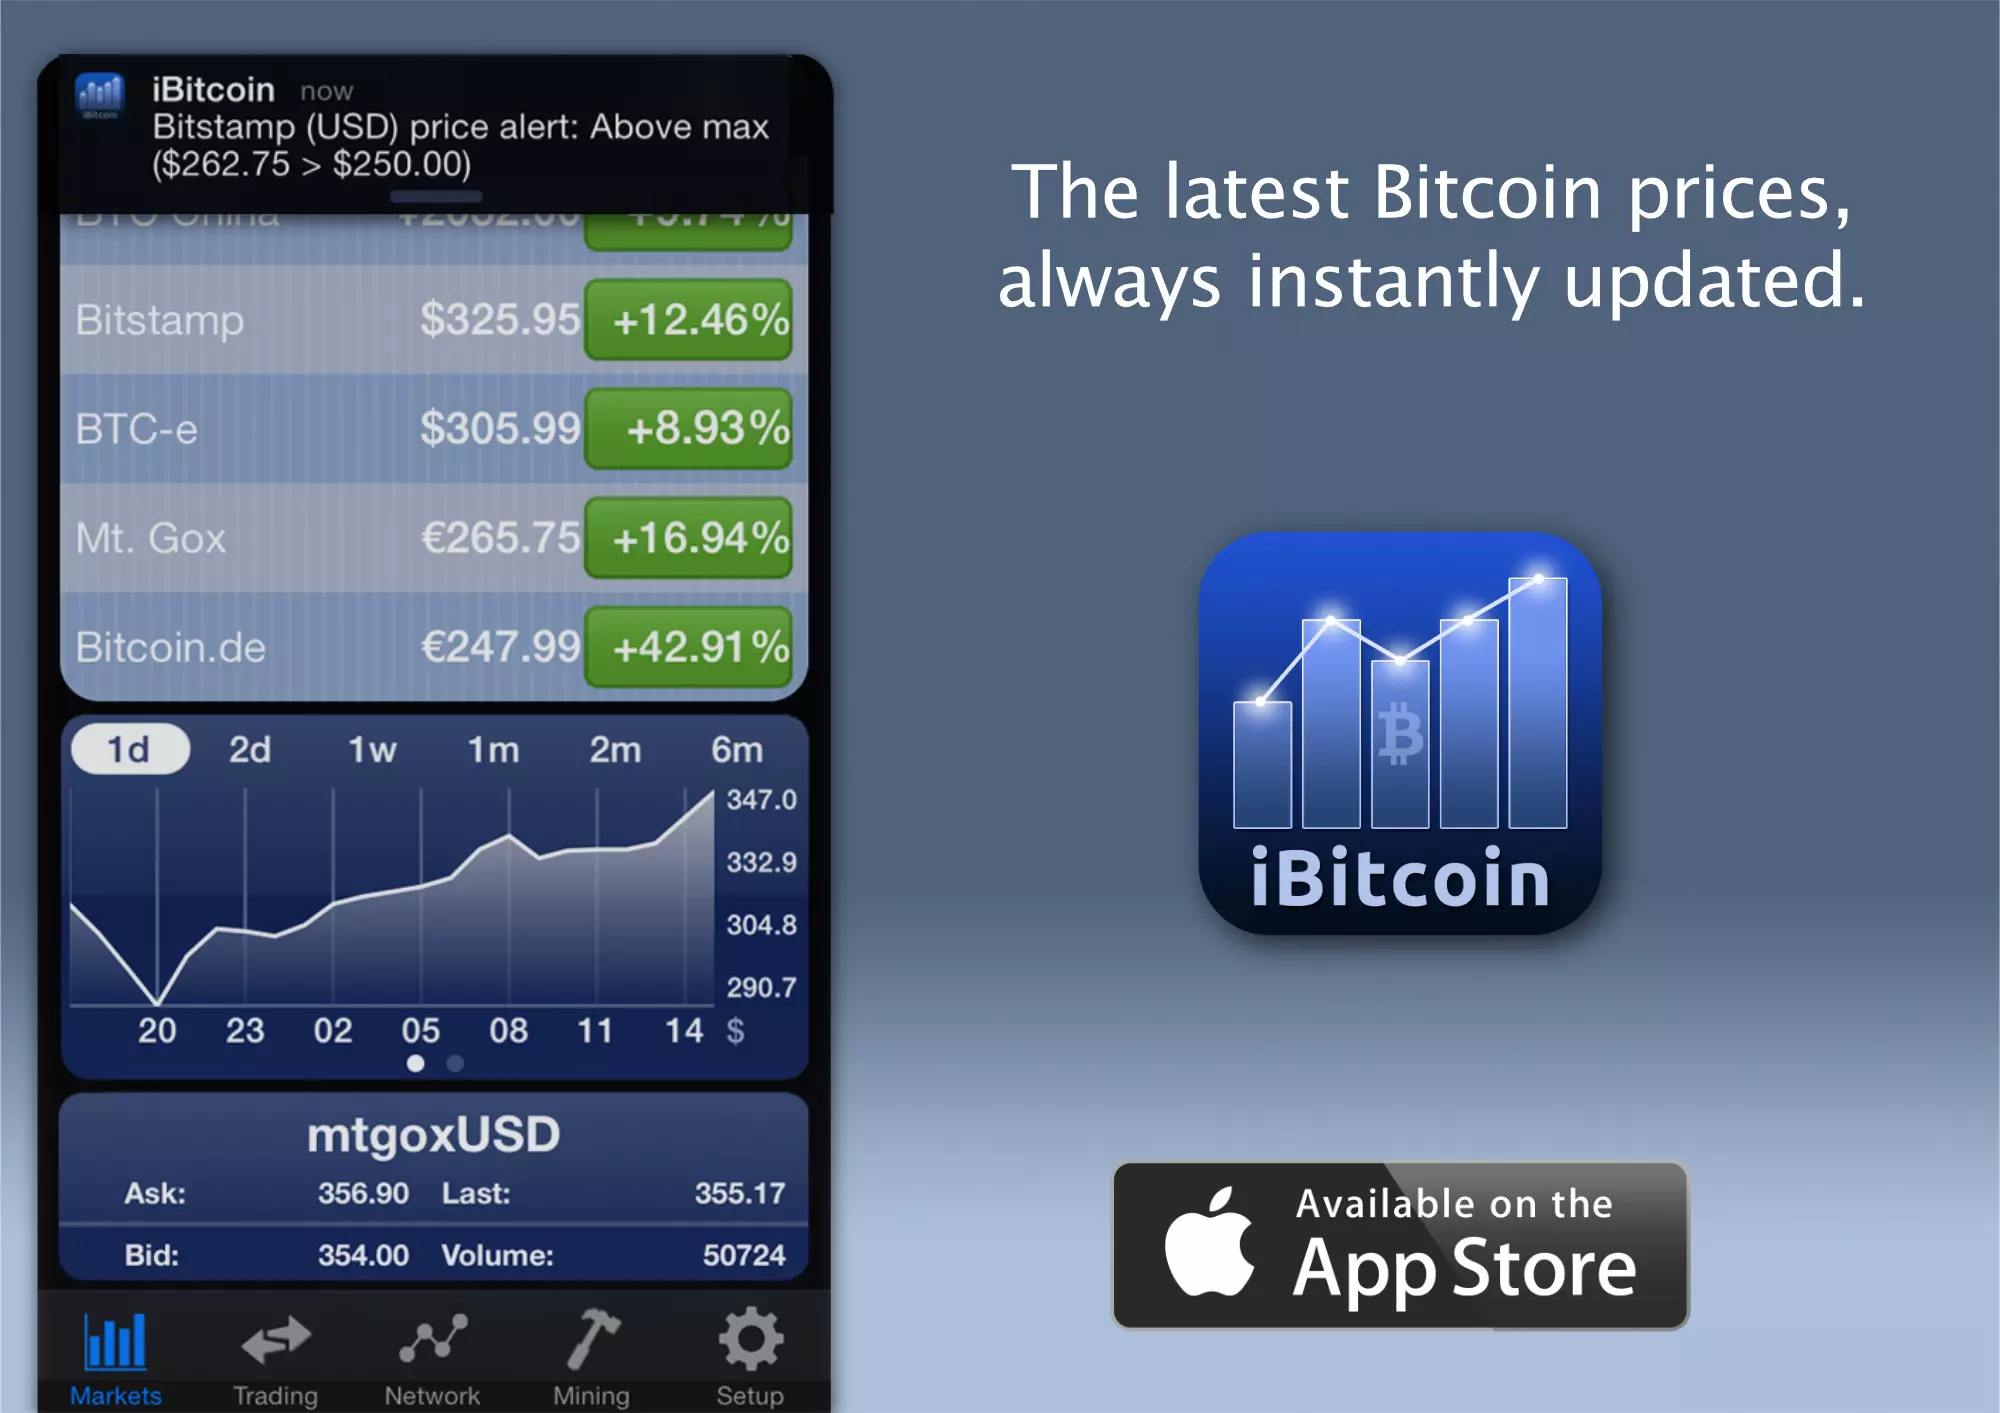 iBitcoin now
Bitstamp (USD) price alert: Above max
($262.75 > $250.00)
BTC China
Bitstamp $325.95 +12.46%
BTC-e $305.99 +8.93%
Mt. Gox €265.75 +16.94%
Bitcoin.de €247.99 +42.91%
1d 2d 1w 1m 2m 6m
347.0
332.9
304.8
290.7
20 23 02 05 08 11 14 $
mtgoxUSD
Ask: 356.90 Last: 355.17
Bid: 354.00 Volume: 50724
Markets Trading Network Mining Setup
The latest Bitcoin prices,
always instantly updated.
iBitcoin
Available on the
App Store